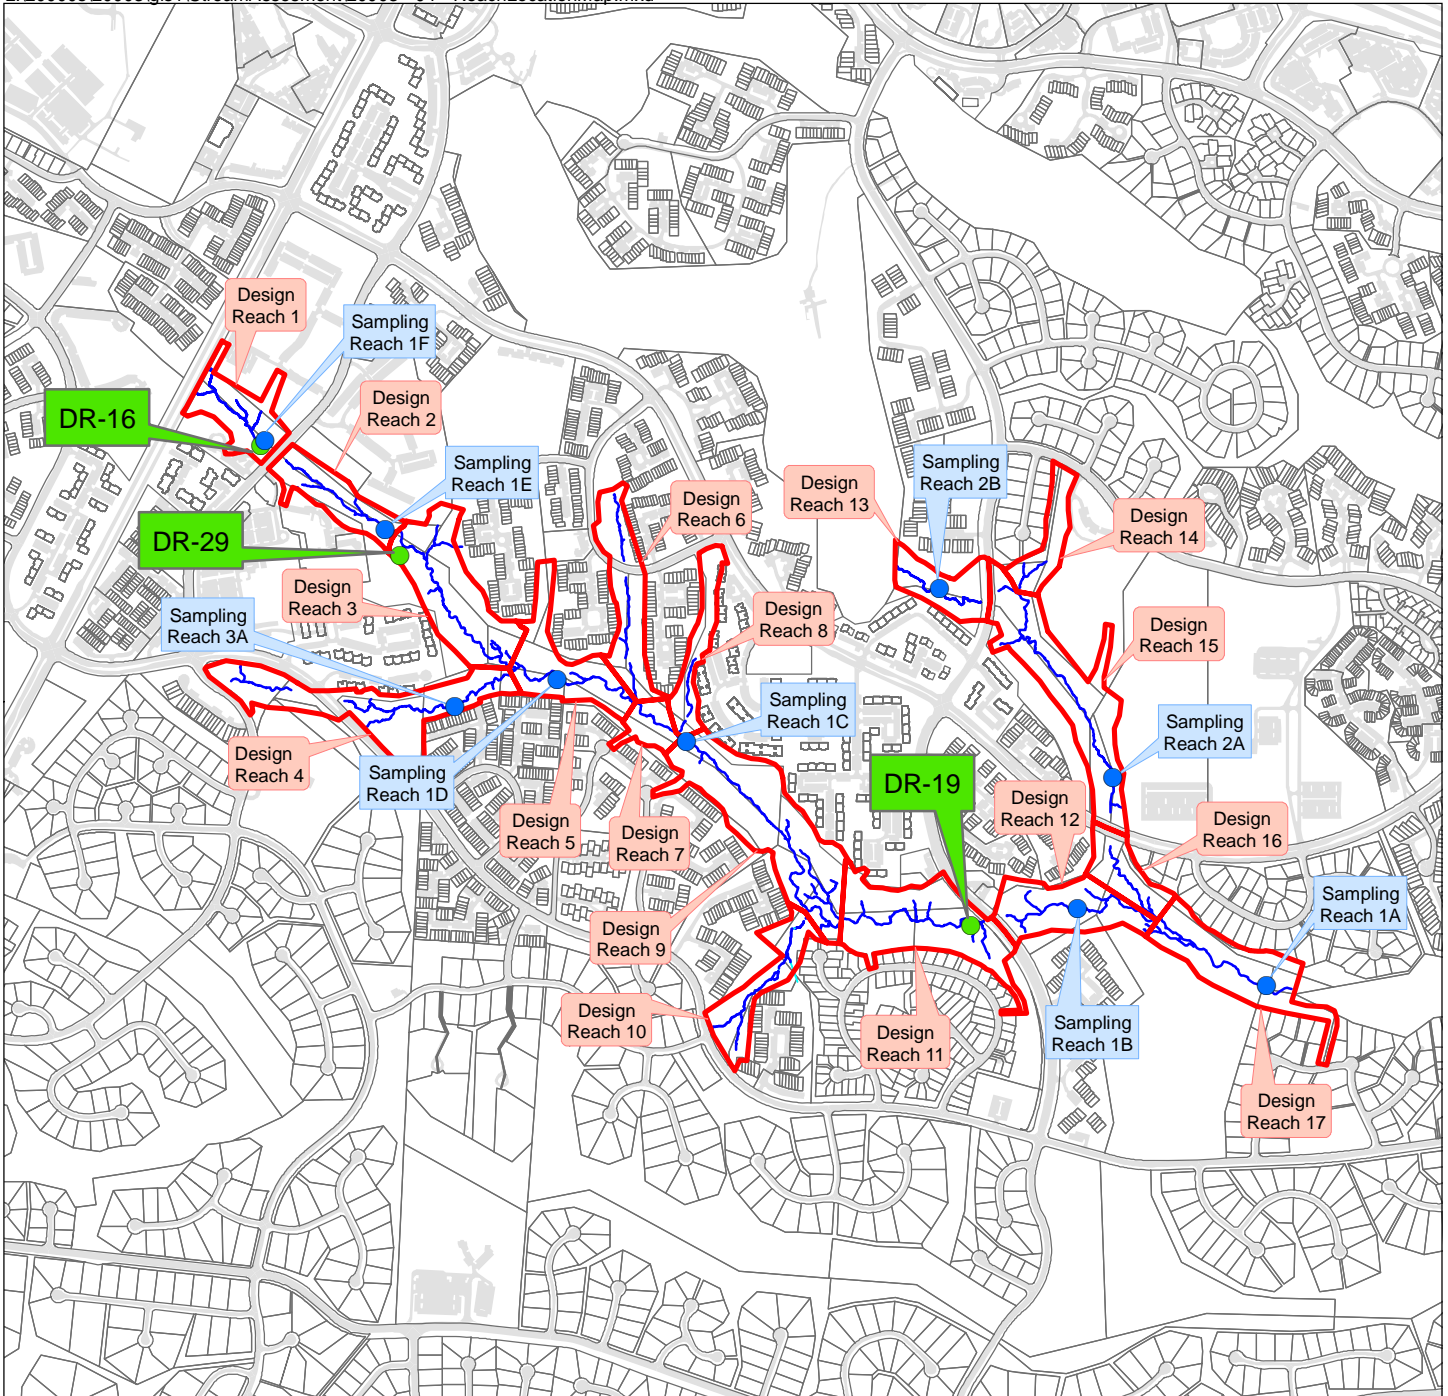 Design
Reach 1
Sampling
Reach 1F
DR-16
Design
Reach 2
Sampling
Reach 1E
DR-29
Design
Reach 6
Design
Reach 13
Sampling
Reach 2B
Design
Reach 14
Design
Reach 3
Sampling
Reach 3A
Design
Reach 8
Design
Reach 15
Sampling
Reach 1C
Sampling
Reach 2A
Design
Reach 4
Sampling
Reach 1D
DR-19
Design
Reach 12
Design
Reach 5
Design
Reach 7
Design
Reach 16
Sampling
Reach 1A
Design
Reach 9
Design
Reach 10
Design
Reach 11
Sampling
Reach 1B
Design
Reach 17